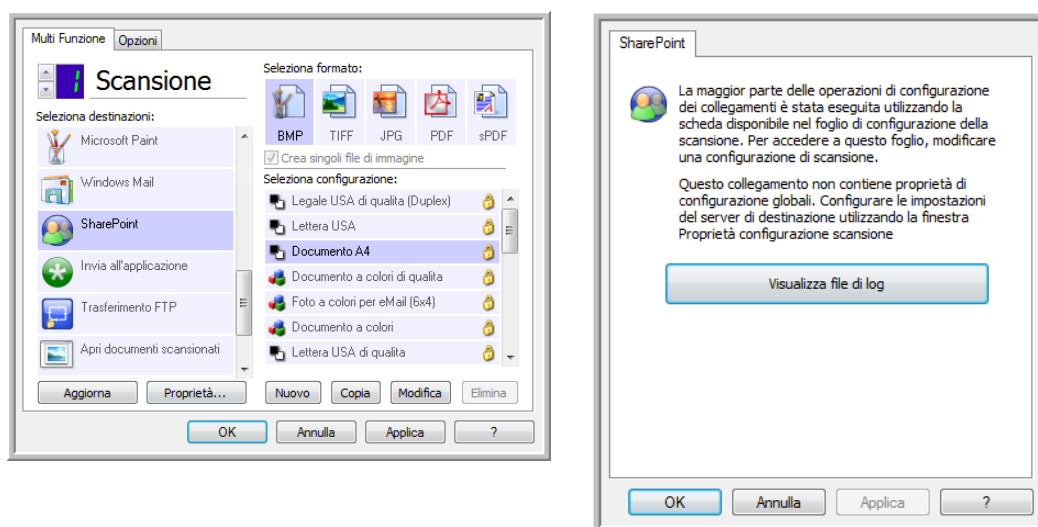 Multi Funzione
Opzioni
1
Scansione
Seleziona destinazioni:
Microsoft Paint
Windows Mail
SharePoint
Invia all'applicazione
Trasferimento FTP
Apri documenti scansionati
Aggiorna
Proprietà...
Seleziona formato:
BMP
TIFF
JPG
PDF
sPDF
Crea singoli file di immagine
Seleziona configurazione:
Legale USA di qualita (Duplex)
Lettera USA
Documento A4
Documento a colori di qualita
Foto a colori per eMail (6x4)
Documento a colori
Lettera USA di qualita
Nuovo
Copia
Modifica
Elimina
OK
Annulla
Applica
?
SharePoint
La maggior parte delle operazioni di configurazione
dei collegamenti è stata eseguita utilizzando la
scheda disponibile nel foglio di configurazione della
scansione. Per accedere a questo foglio, modificare
una configurazione di scansione.
Questo collegamento non contiene proprietà di
configurazione globali. Configurare le impostazioni
del server di destinazione utilizzando la finestra
Proprietà configurazione scansione
Visualizza file di log
OK
Annulla
Applica
?